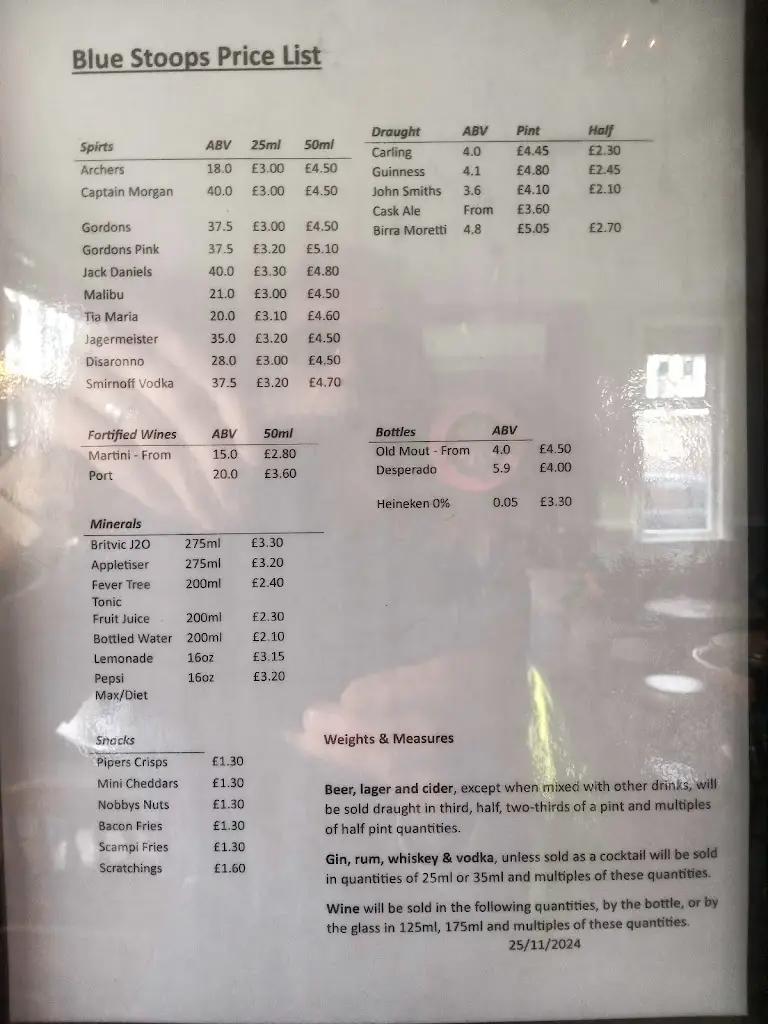 Blue Stoops Price List
Spirts ABV 25ml 50ml
Archers 18.0 £3.00 £4.50
Captain Morgan 40.0 £3.00 £4.50
Gordons 37.5 £3.00 £4.50
Gordons Pink 37.5 £3.20 £5.10
Jack Daniels 40.0 £3.30 £4.80
Malibu 21.0 £3.00 £4.50
Tia Maria 20.0 £3.10 £4.60
Jagermeister 35.0 £3.20 £4.50
Disaronno 28.0 £3.00 £4.50
Smirnoff Vodka 37.5 £3.20 £4.70
Draught ABV Pint Half
Carling 4.0 £4.45 £2.30
Guinness 4.1 £4.80 £2.45
John Smiths 3.6 £4.10 £2.10
Cask Ale From £3.60
Birra Moretti 4.8 £5.05 £2.70
Fortified Wines ABV 50ml
Martini - From 15.0 £2.80
Port 20.0 £3.60
Bottles ABV
Old Mout - From 4.0 £4.50
Desperado 5.9 £4.00
Heineken 0% 0.05 £3.30
Minerals
Britvic J2O 275ml £3.30
Appletiser 275ml £3.20
Fever Tree 200ml £2.40
Tonic
Fruit Juice 200ml £2.30
Bottled Water 200ml £2.10
Lemonade 16oz £3.15
Pepsi 16oz £3.20
Max/Diet
Snacks
Pipers Crisps £1.30
Mini Cheddars £1.30
Nobbys Nuts £1.30
Bacon Fries £1.30
Scampi Fries £1.30
Scratchings £1.60
Weights & Measures
Beer, lager and cider, except when mixed with other drinks, will
be sold draught in third, half, two-thirds of a pint and multiples
of half pint quantities.
Gin, rum, whiskey & vodka, unless sold as a cocktail will be sold
in quantities of 25ml or 35ml and multiples of these quantities.
Wine will be sold in the following quantities, by the bottle, or by
the glass in 125ml, 175ml and multiples of these quantities.
25/11/2024